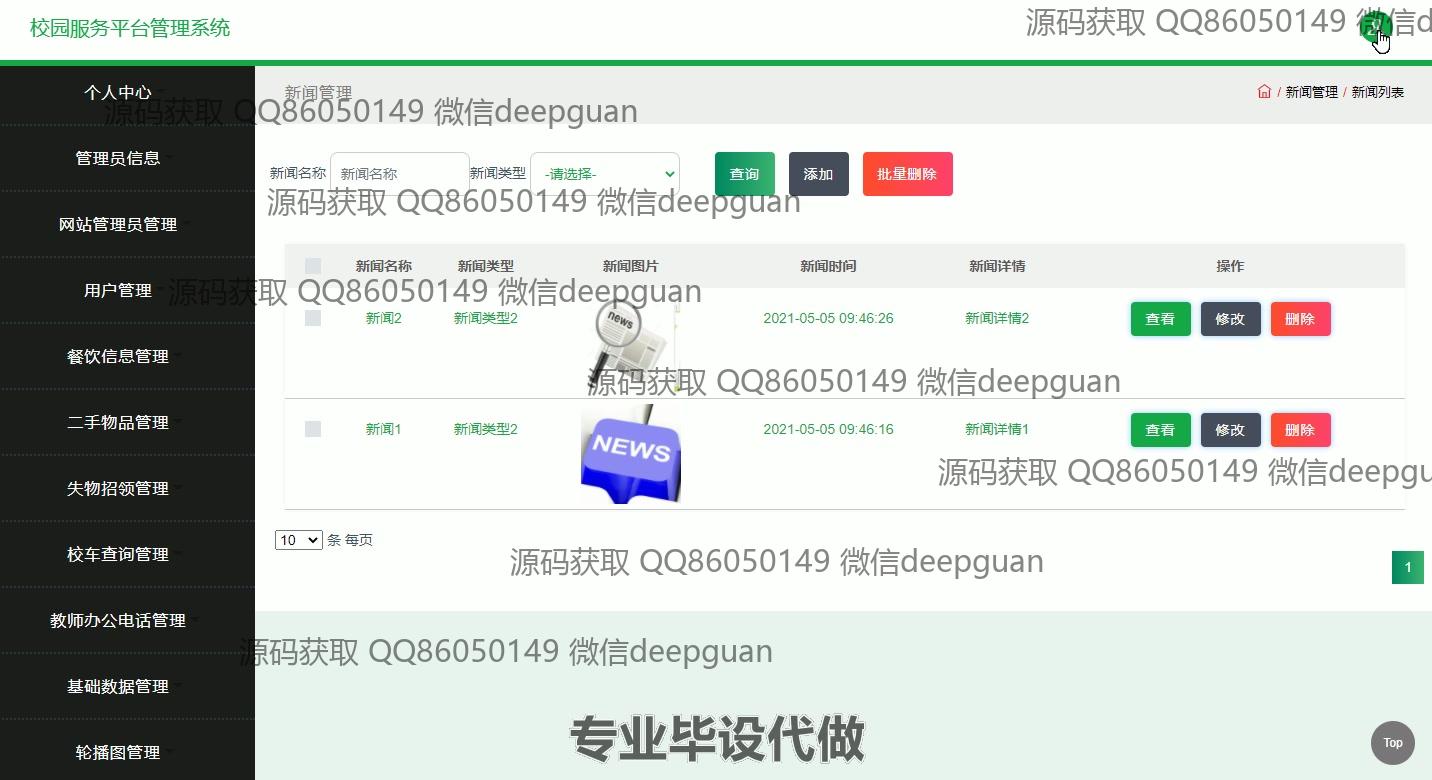 校园服务平台管理系统
源码获取 QQ86050149 微信d
个人中心
新闻管理
/ 新闻管理 / 新闻列表
源码获取 QQ86050149 微信deepguan
管理员信息
新闻名称 新闻名称 新闻类型 -请选择- 查询 添加 批量删除
源码获取 QQ86050149 微信deepguan
网站管理员管理
新闻名称 新闻类型 新闻图片 新闻时间 新闻详情 操作
用户管理
源码获取 QQ86050149 微信deepguan
新闻2 新闻类型2 news 2021-05-05 09:46:26 新闻详情2 查看 修改 删除
餐饮信息管理
源码获取 QQ86050149 微信deepguan
二手物品管理
新闻1 新闻类型2 NEWS 2021-05-05 09:46:16 新闻详情1 查看 修改 删除
源码获取 QQ86050149 微信deepgu
失物招领管理
10 条 每页
校车查询管理
源码获取 QQ86050149 微信deepguan
1
教师办公电话管理
源码获取 QQ86050149 微信deepguan
基础数据管理
专业毕设代做
轮播图管理
Top